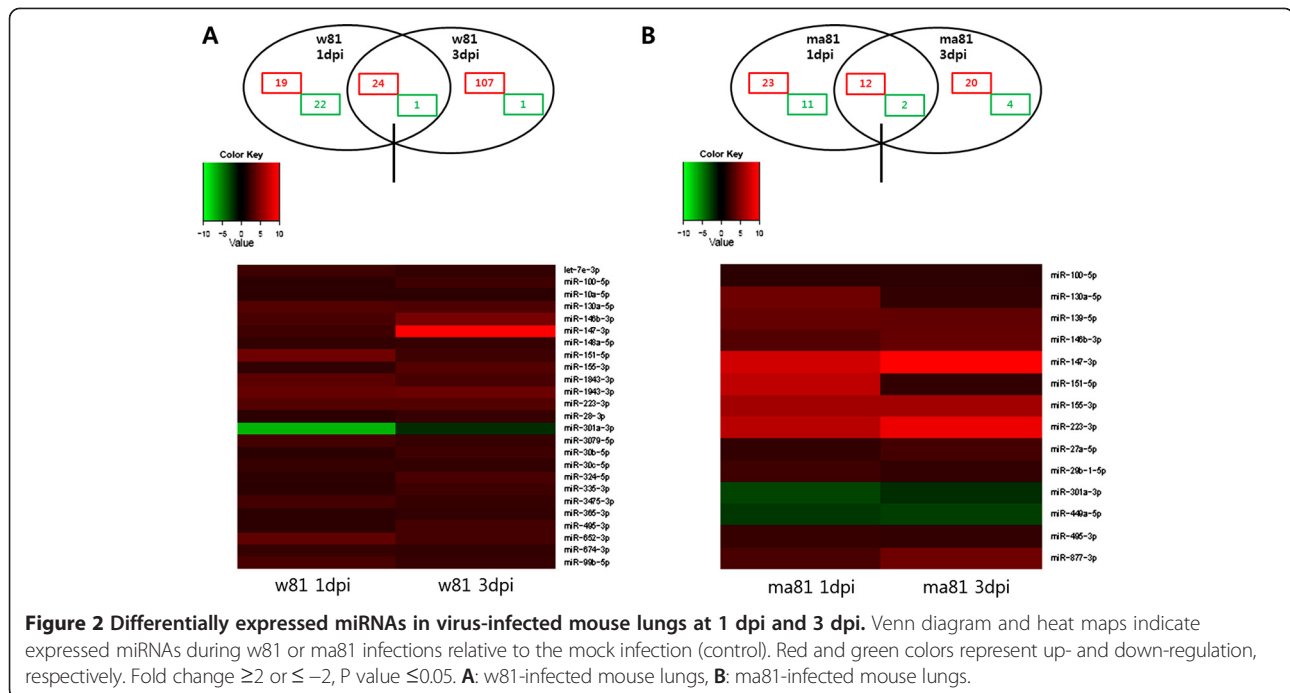 A
w81
1dpi
w81
3dpi
19
22
24
1
107
1
Color Key
-10 -5 0 5 10
Value
let-7e-3p
miR-100-5p
miR-10a-5p
miR-130a-5p
miR-146b-3p
miR-147-3p
miR-148a-5p
miR-151-5p
miR-155-3p
miR-1843-3p
miR-1943-3p
miR-223-3p
miR-28-3p
miR-301a-3p
miR-3079-5p
miR-30b-5p
miR-30c-5p
miR-324-5p
miR-335-3p
miR-3475-3p
miR-365-3p
miR-495-3p
miR-652-3p
miR-674-3p
miR-99b-5p
w81 1dpi
w81 3dpi
B
ma81
1dpi
ma81
3dpi
23
11
12
2
20
4
Color Key
-10 -5 0 5 10
Value
miR-100-5p
miR-130a-5p
miR-139-5p
miR-146b-3p
miR-147-3p
miR-151-5p
miR-155-3p
miR-223-3p
miR-27a-5p
miR-29b-1-5p
miR-301a-3p
miR-449a-5p
miR-495-3p
miR-877-3p
ma81 1dpi
ma81 3dpi
Figure 2 Differentially expressed miRNAs in virus-infected mouse lungs at 1 dpi and 3 dpi. Venn diagram and heat maps indicate
expressed miRNAs during w81 or ma81 infections relative to the mock infection (control). Red and green colors represent up- and down-regulation,
respectively. Fold change ≥2 or ≤ −2, P value ≤0.05. A: w81-infected mouse lungs, B: ma81-infected mouse lungs.